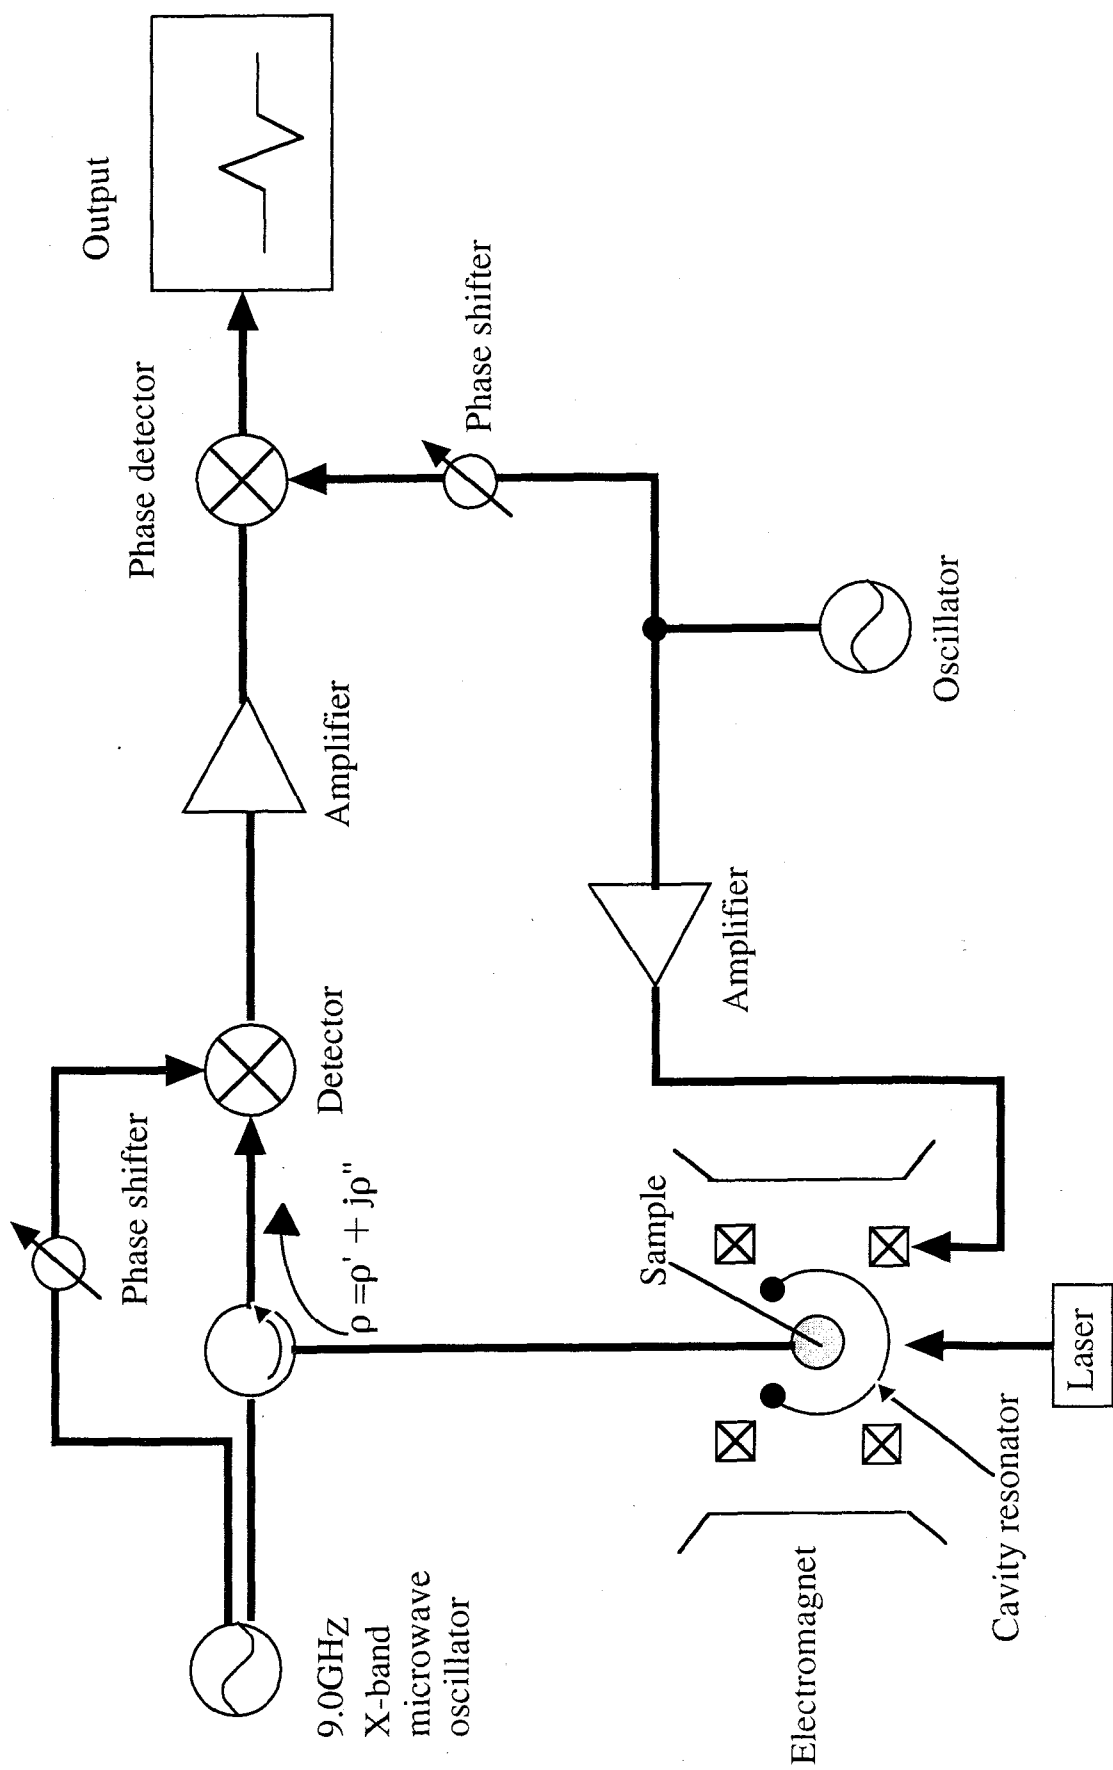 Output
Phase detector
Phase shifter
Amplifier
Oscillator
Detector
Amplifier
Phase shifter
ρ =ρ' + jρ"
Sample
Laser
Cavity resonator
Electromagnet
9.0GHz
X-band
microwave
oscillator